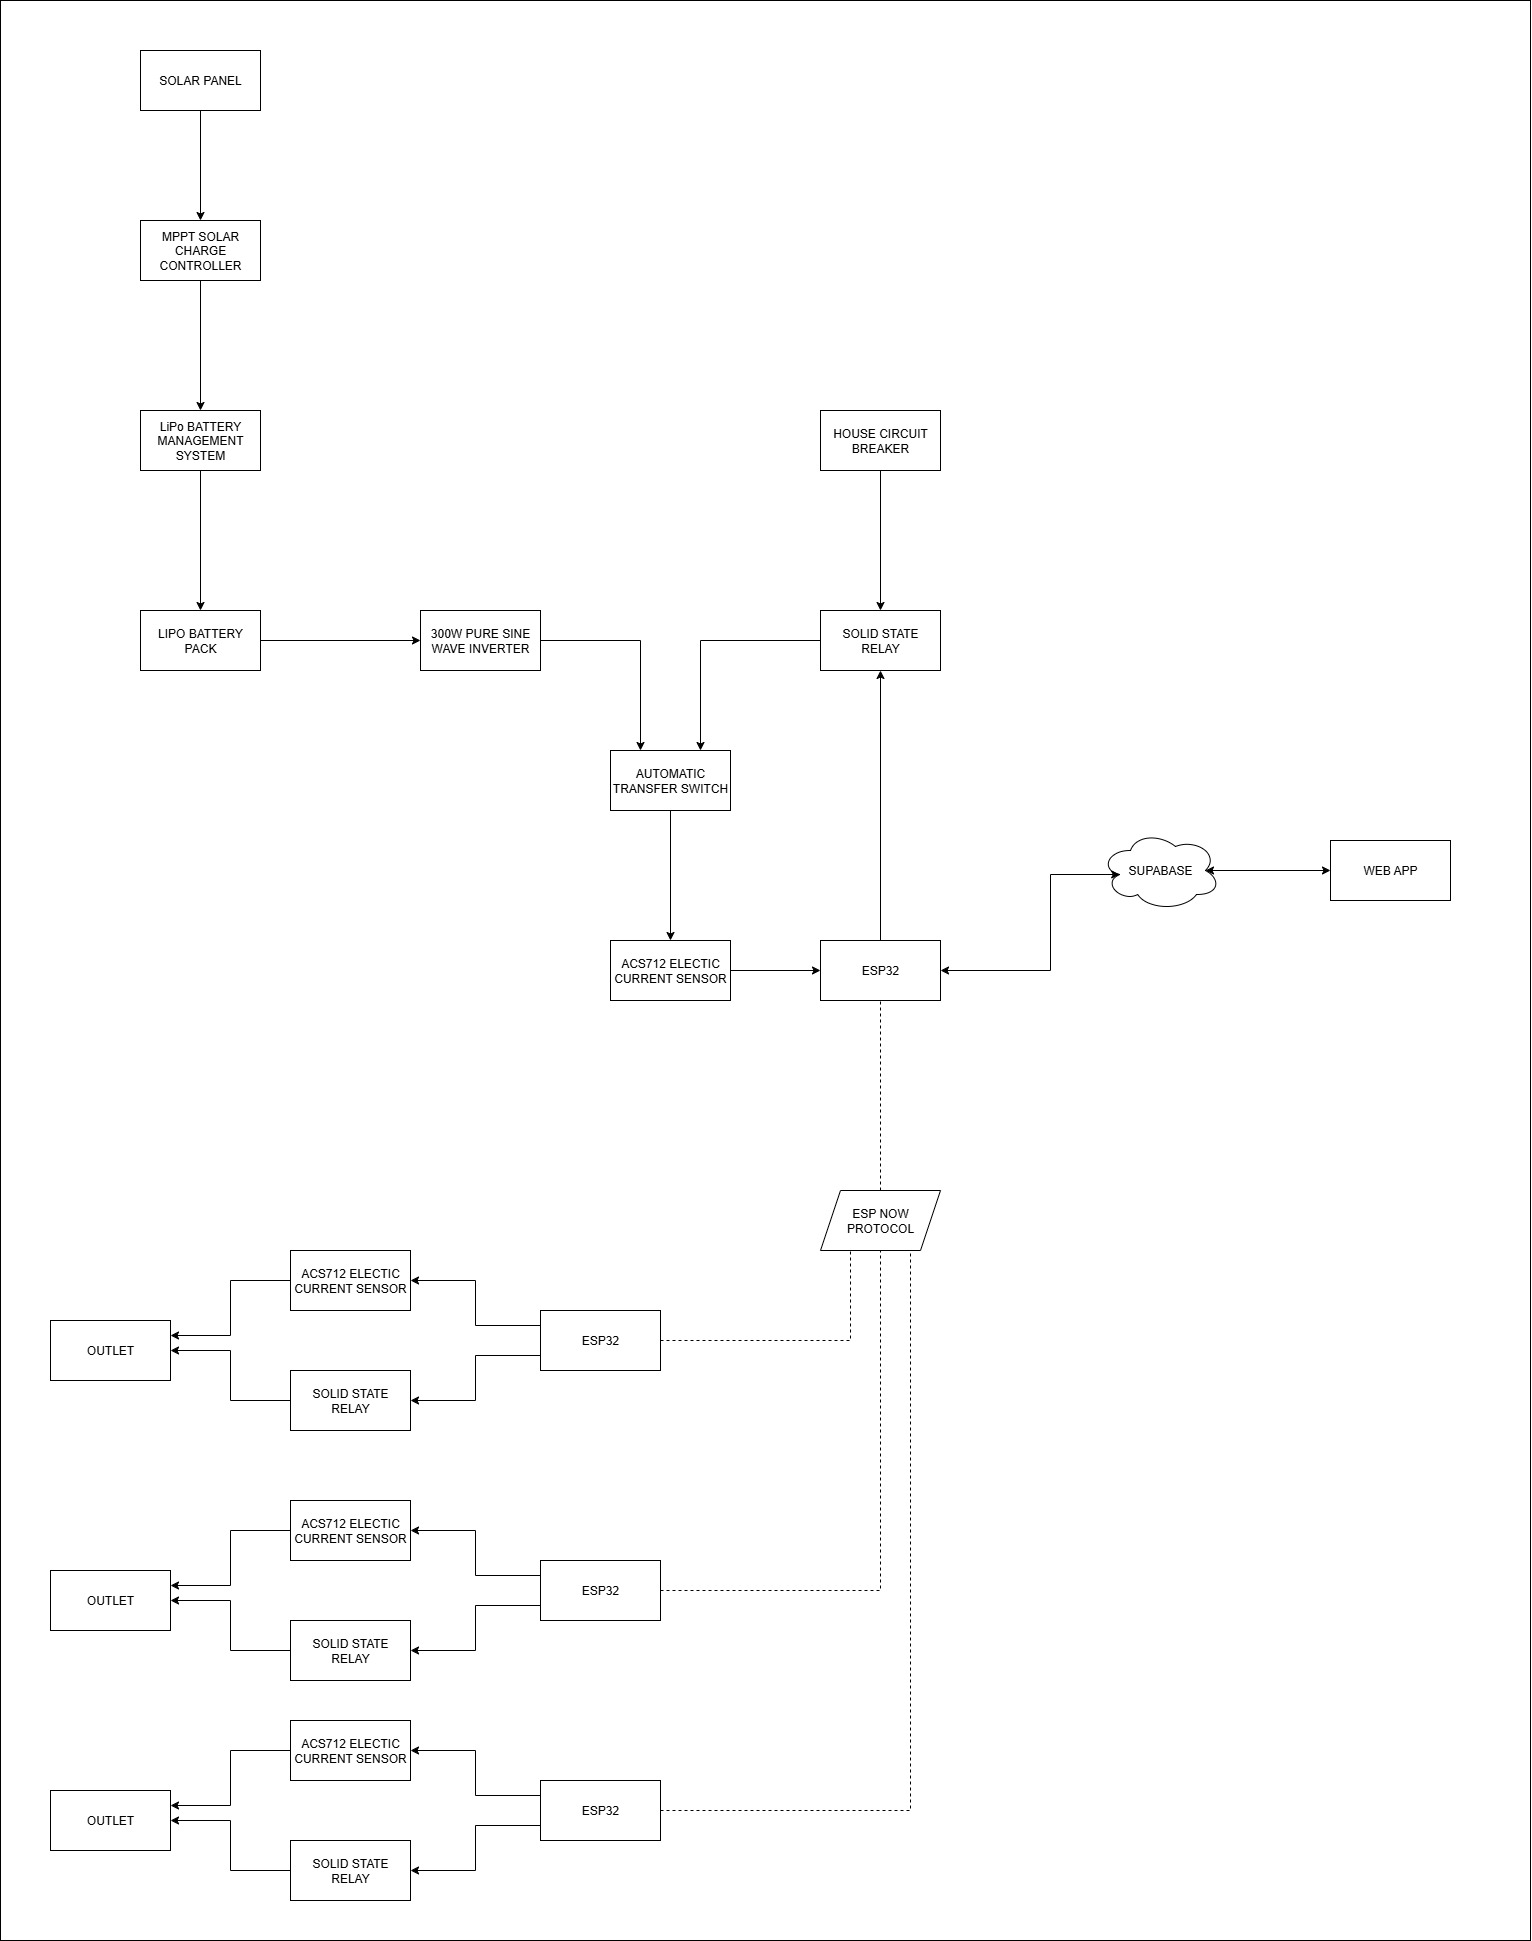 SOLAR PANEL
MPPT SOLAR
CHARGE
CONTROLLER
LiPo BATTERY
MANAGEMENT
SYSTEM
HOUSE CIRCUIT
BREAKER
LIPO BATTERY
PACK
300W PURE SINE
WAVE INVERTER
SOLID STATE
RELAY
AUTOMATIC
TRANSFER SWITCH
SUPABASE
WEB APP
ACS712 ELECTIC
CURRENT SENSOR
ESP32
ESP NOW
PROTOCOL
ACS712 ELECTIC
CURRENT SENSOR
OUTLET
ESP32
SOLID STATE
RELAY
ACS712 ELECTIC
CURRENT SENSOR
OUTLET
ESP32
SOLID STATE
RELAY
ACS712 ELECTIC
CURRENT SENSOR
OUTLET
ESP32
SOLID STATE
RELAY